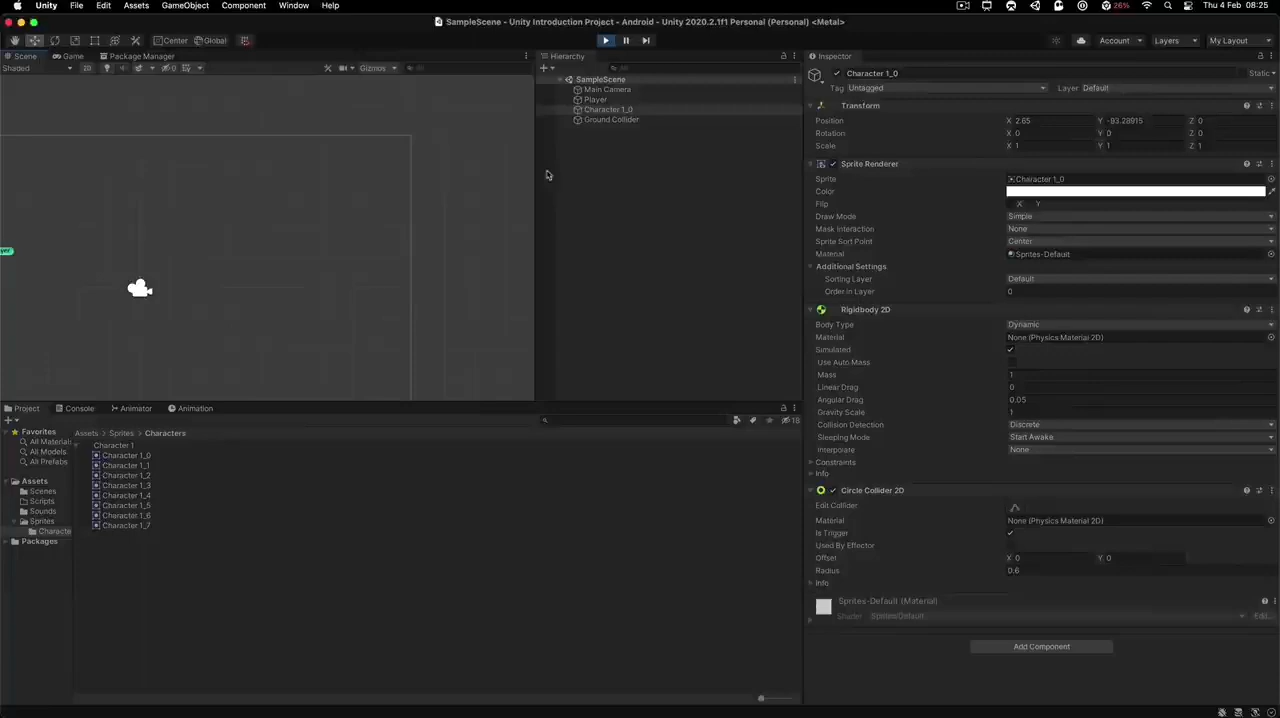 Unity File Edit Assets GameObject Component Window Help 26% Thu 4 Feb 08:25
SampleScene - Unity Introduction Project - Android - Unity 2020.2.1f1 Personal (Personal) <Metal>
Center Global Account Layers My Layout
Scene Game Package Manager
Shaded 2D Gizmos All
Hierarchy
All
SampleScene
Main Camera
Player
Character 1_0
Ground Collider
Project Console Animator Animation
18
Favorites
All Materials
All Models
All Prefabs
Assets
Scenes
Scripts
Sounds
Sprites
Characte
Packages
Assets > Sprites > Characters
Character 1
Character 1_0
Character 1_1
Character 1_2
Character 1_3
Character 1_4
Character 1_5
Character 1_6
Character 1_7
Inspector
Character 1_0 Static
Tag Untagged Layer Default
Transform
Position X 2.65 Y -93.28915 Z 0
Rotation X 0 Y 0 Z 0
Scale X 1 Y 1 Z 1
Sprite Renderer
Sprite Character 1_0
Color
Flip X Y
Draw Mode Simple
Mask Interaction None
Sprite Sort Point Center
Material Sprites-Default
Additional Settings
Sorting Layer Default
Order in Layer 0
Rigidbody 2D
Body Type Dynamic
Material None (Physics Material 2D)
Simulated
Use Auto Mass
Mass 1
Linear Drag 0
Angular Drag 0.05
Gravity Scale 1
Collision Detection Discrete
Sleeping Mode Start Awake
Interpolate None
Constraints
Info
Circle Collider 2D
Edit Collider
Material None (Physics Material 2D)
Is Trigger
Used By Effector
Offset X 0 Y 0
Radius 0.6
Info
Sprites-Default (Material)
Shader Sprites/Default Edit...
Add Component